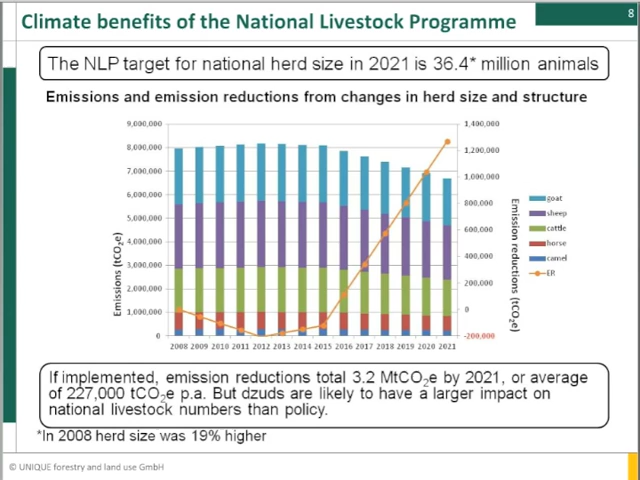 8
Climate benefits of the National Livestock Programme
The NLP target for national herd size in 2021 is 36.4* million animals
Emissions and emission reductions from changes in herd size and structure
9,000,000
8,000,000
7,000,000
6,000,000
5,000,000
4,000,000
3,000,000
2,000,000
1,000,000
0
Emissions (tCO₂e)
1,400,000
1,200,000
1,000,000
800,000
600,000
400,000
200,000
0
-200,000
Emission reductions (tCO₂e)
2008 2009 2010 2011 2012 2013 2014 2015 2016 2017 2018 2019 2020 2021
goat
sheep
cattle
horse
camel
ER
If implemented, emission reductions total 3.2 MtCO₂e by 2021, or average
of 227,000 tCO₂e p.a. But dzuds are likely to have a larger impact on
national livestock numbers than policy.
*In 2008 herd size was 19% higher
© UNIQUE forestry and land use GmbH